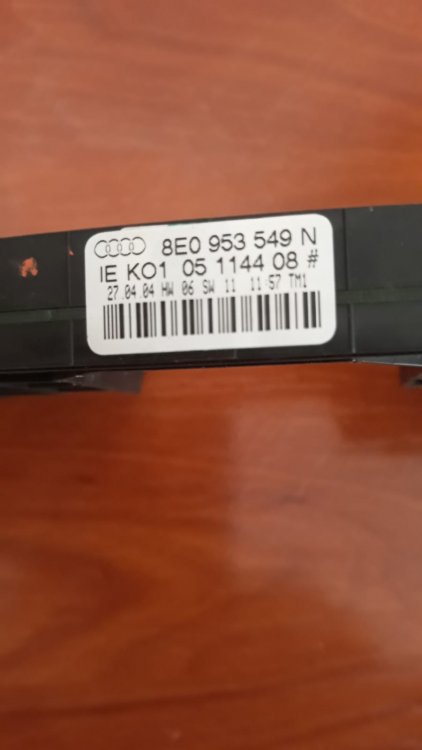 8E0 953 549 N
IE KO1 05 1144 08 #
27.04.04 HW 06 SW 11 11 57 TM1